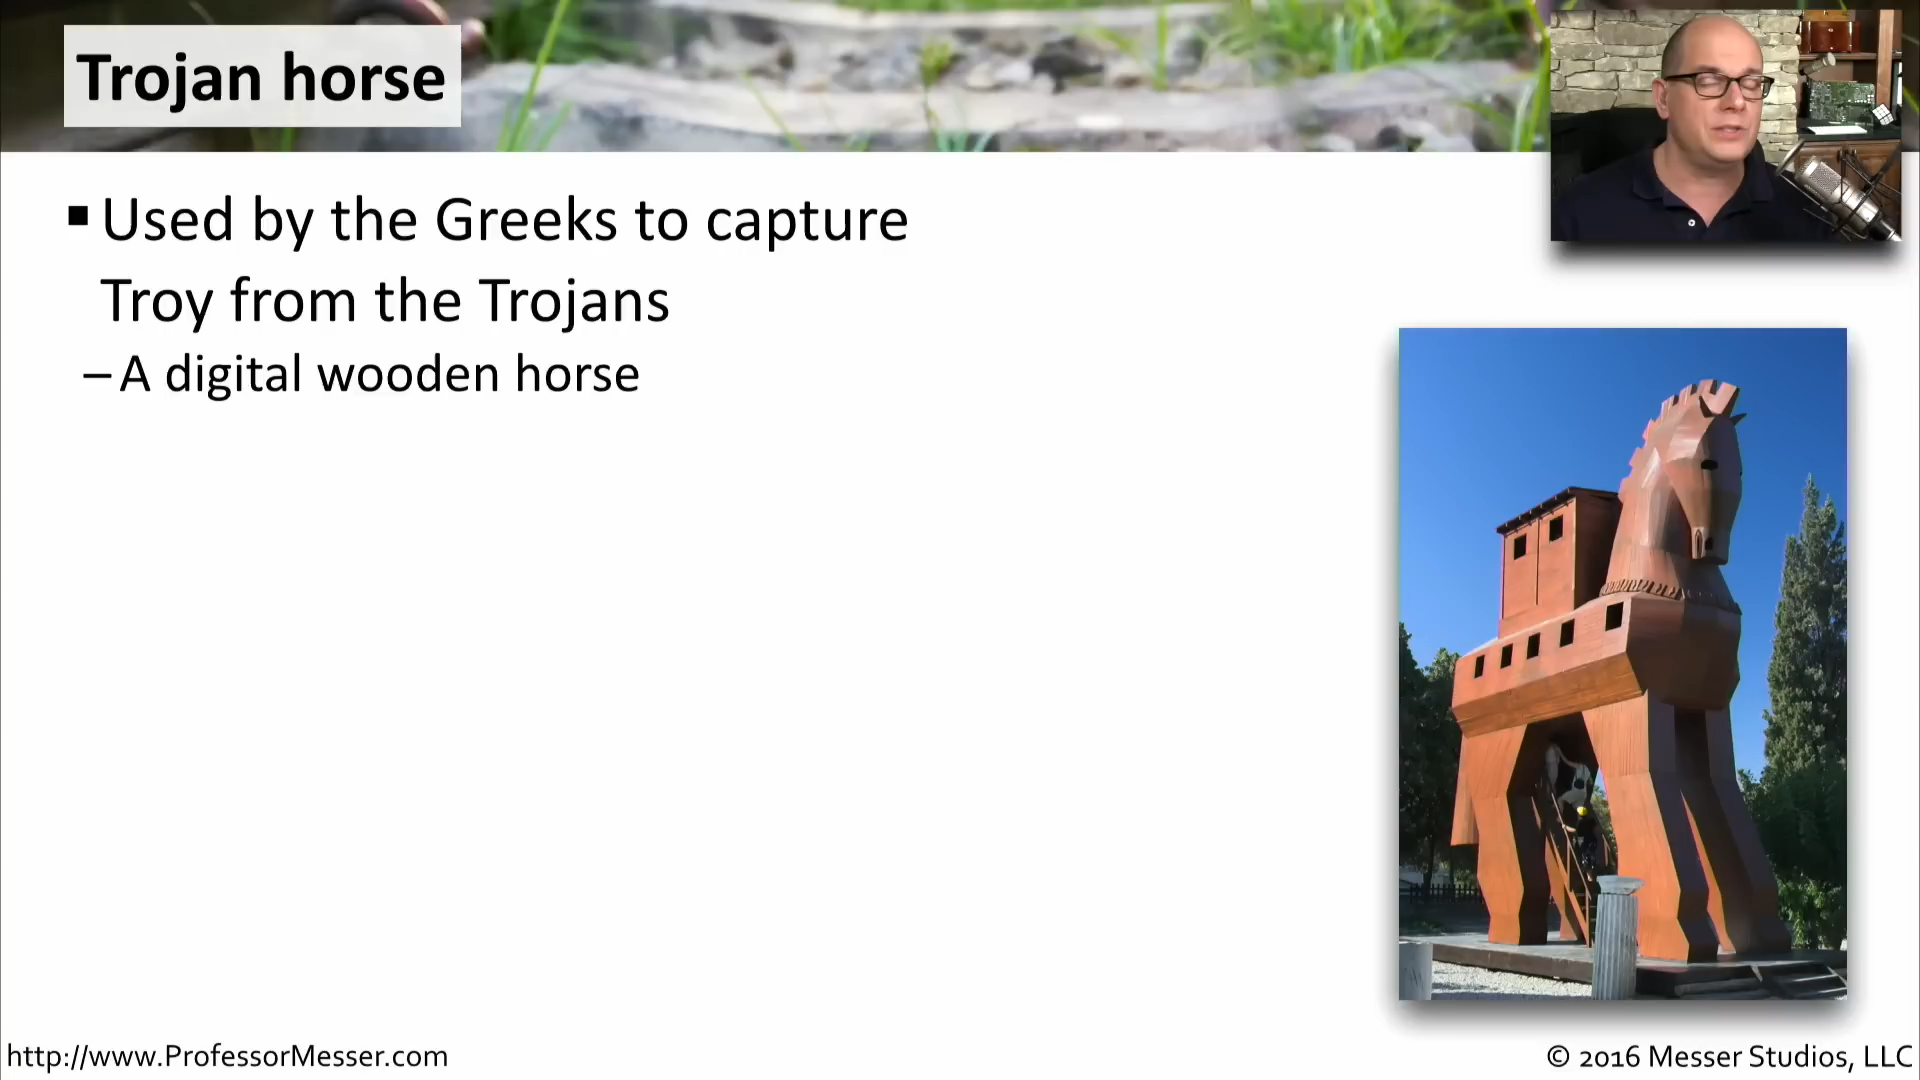 Trojan horse
▪ Used by the Greeks to capture
Troy from the Trojans
– A digital wooden horse
http://www.ProfessorMesser.com
© 2016 Messer Studios, LLC